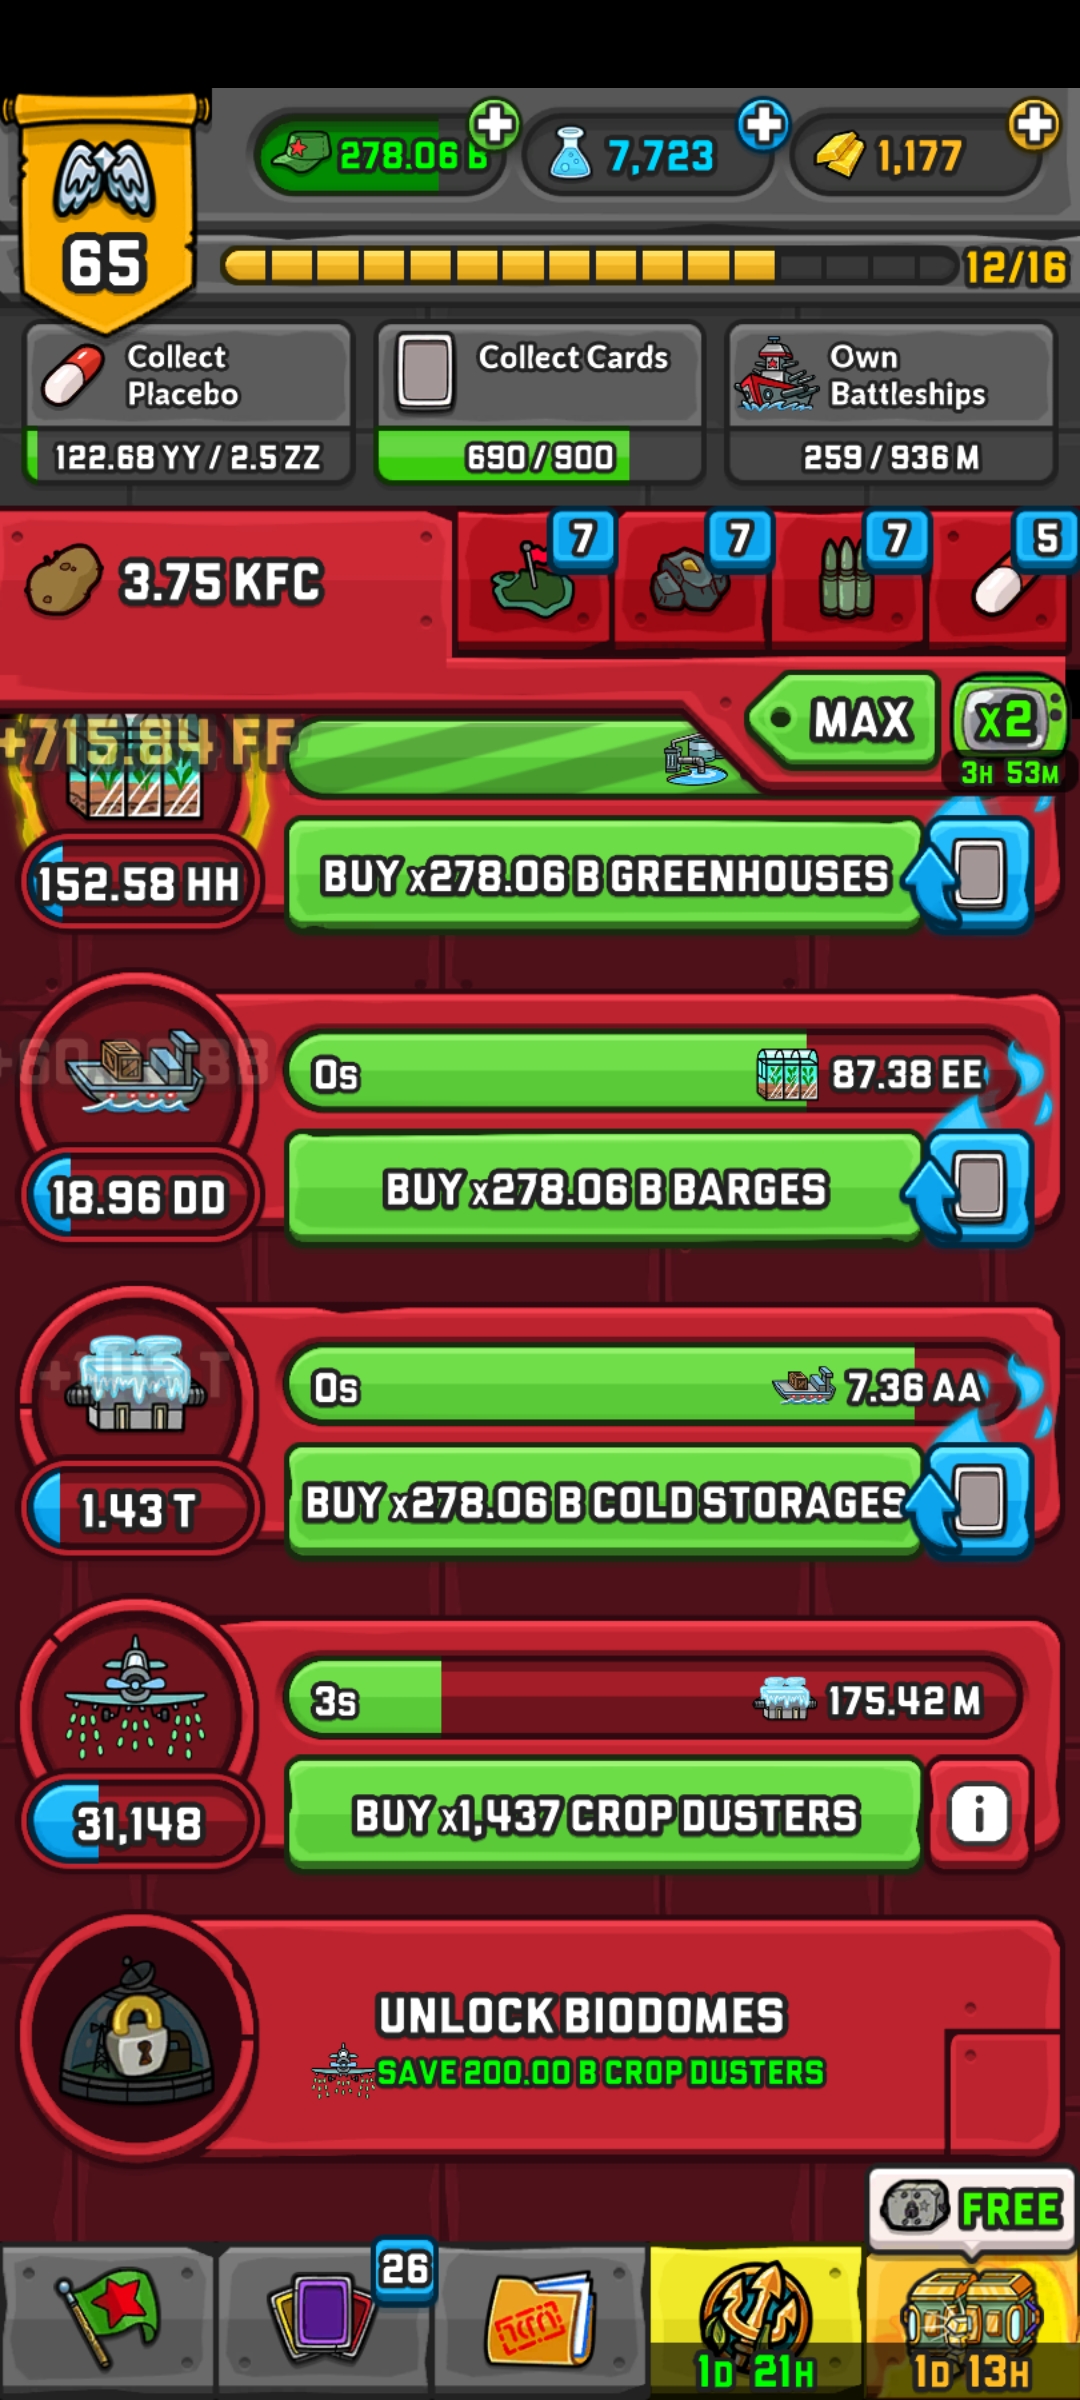 65
278.06 B
7,723
1,177
12/16
Collect
Placebo
122.68 YY / 2.5 ZZ
Collect Cards
690/900
Own
Battleships
259 / 936 M
3.75 KFC
7
7
7
5
MAX
x2
3H 53M
+715.84 FF
152.58 HH
BUY x278.06 B GREENHOUSES
0s
87.38 EE
18.96 DD
BUY x278.06 B BARGES
0s
7.36 AA
1.43 T
BUY x278.06 B COLD STORAGES
3s
175.42 M
31,148
BUY x1,437 CROP DUSTERS
i
UNLOCK BIODOMES
SAVE 200.00 B CROP DUSTERS
FREE
26
1D 21H
1D 13H